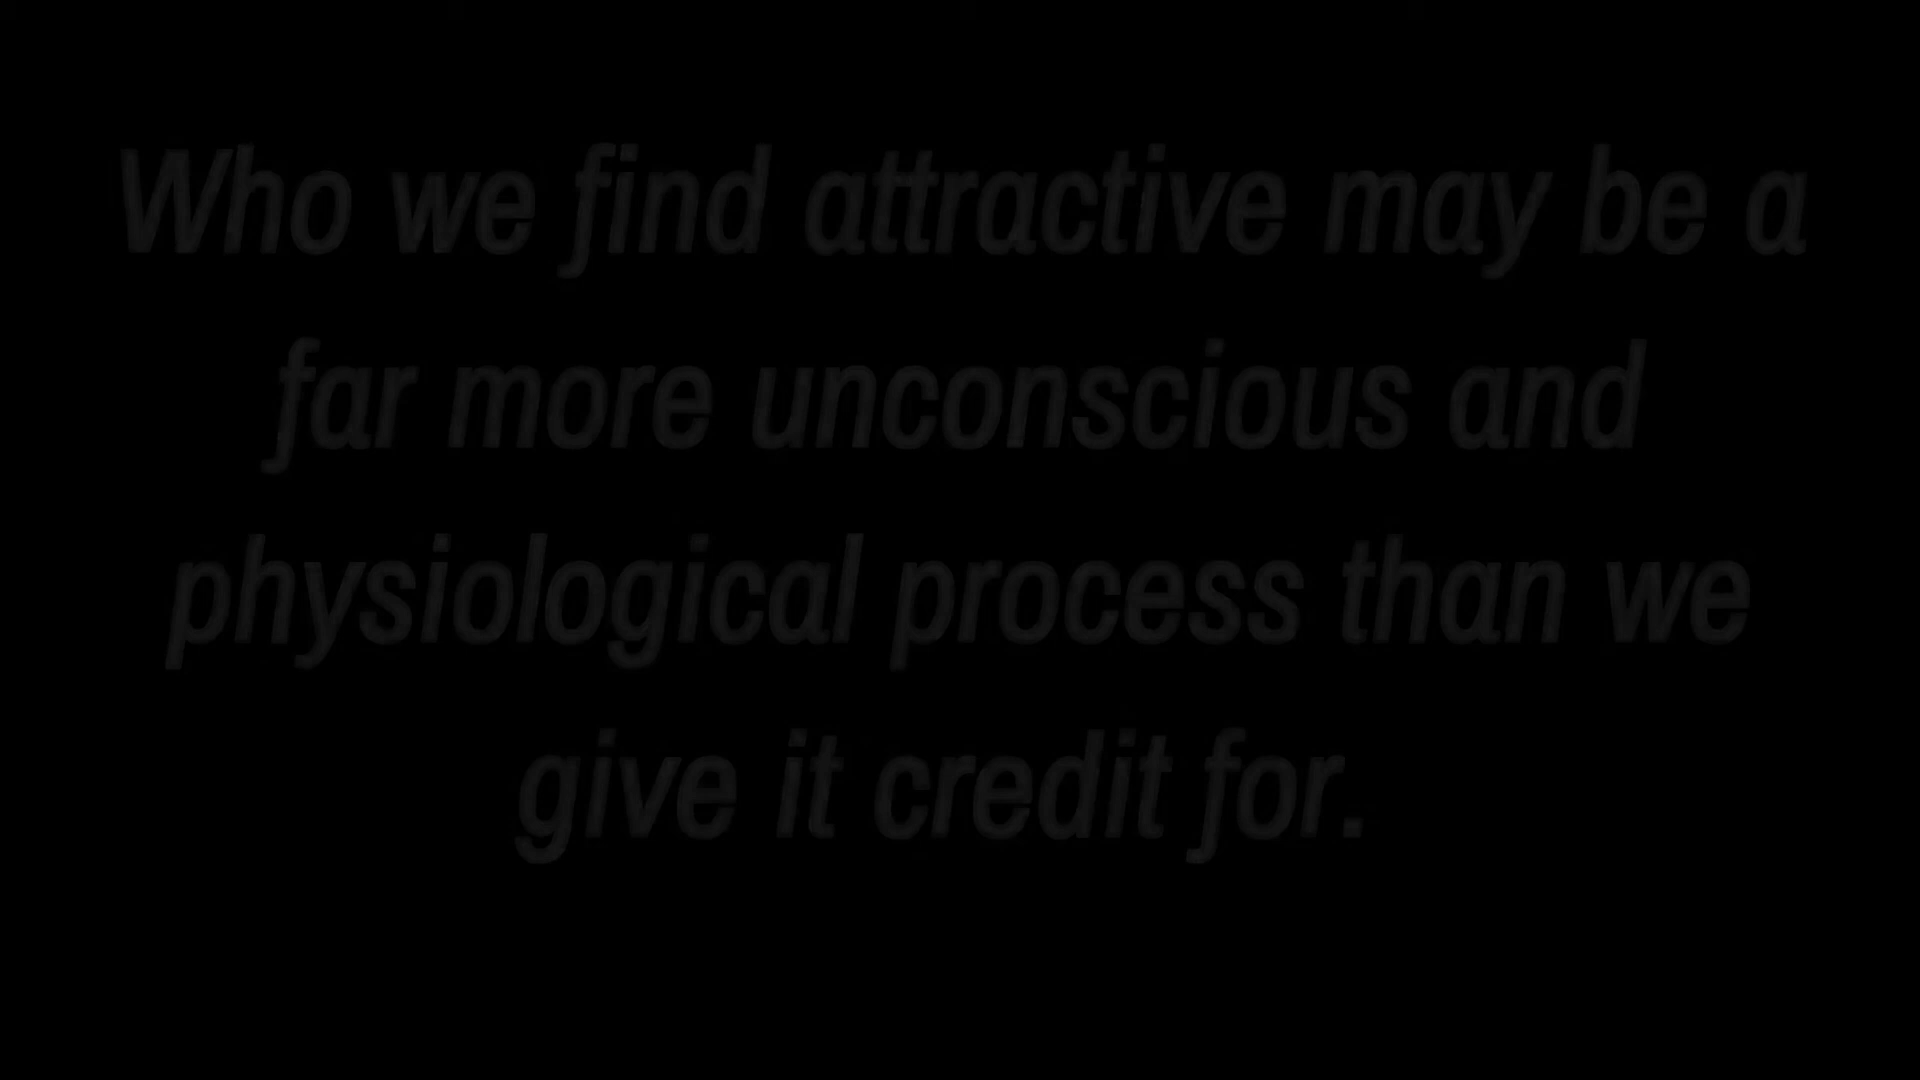 Who we find attractive may be a
far more unconscious and
physiological process than we
give it credit for.